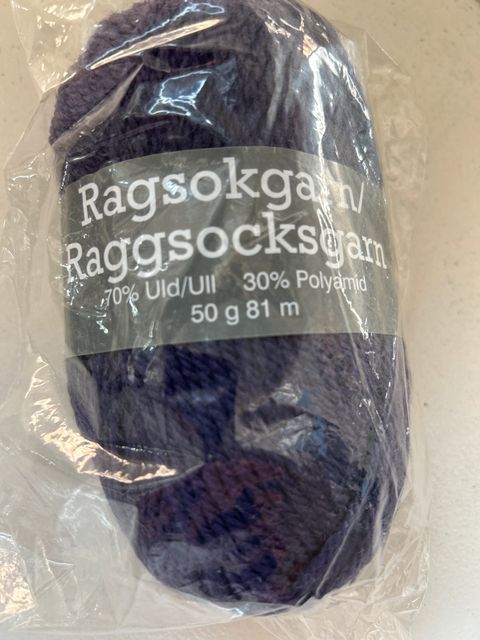 Ragsokgarn/
Raggsocksgarn
70% Uld/Ull 30% Polyamid
50 g 81 m